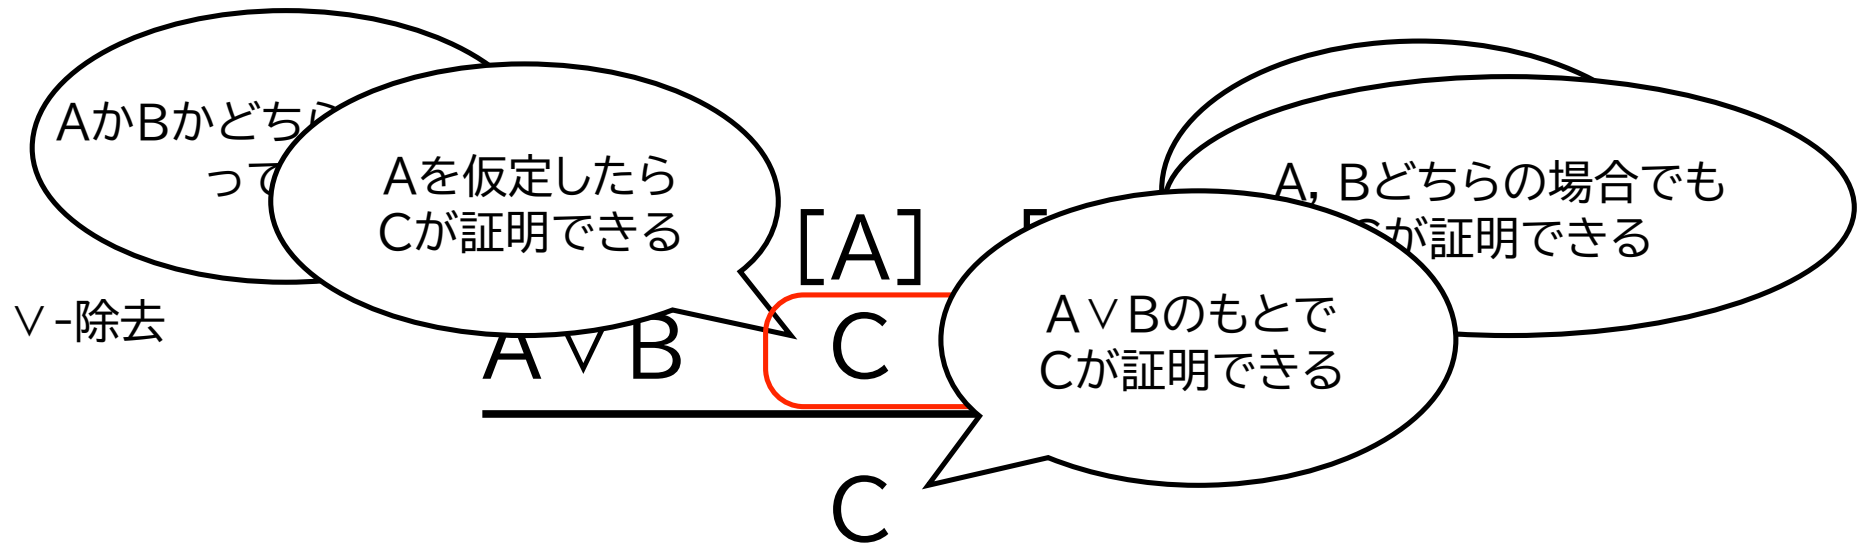 AかBかどちら
って
Aを仮定したら
Cが証明できる
A, Bどちらの場合でも
Cが証明できる
[A]
A∨Bのもとで
Cが証明できる
∨-除去
A∨B
C
C